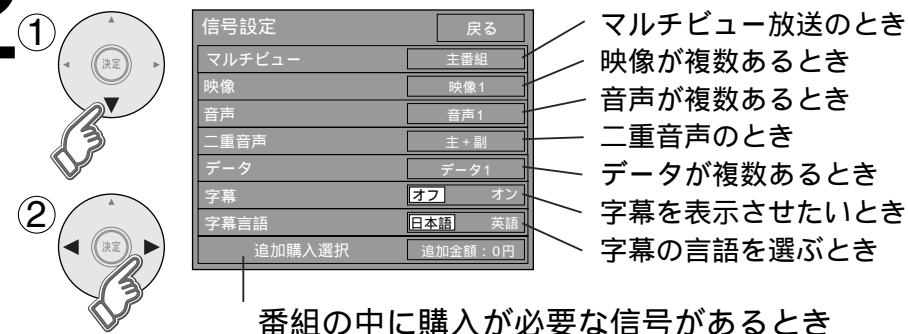 ①
決定
②
決定
信号設定 戻る
マルチビュー 主番組
映像 映像1
音声 音声1
二重音声 主+副
データ データ1
字幕 オフ オン
字幕言語 日本語 英語
追加購入選択 追加金額:0円
マルチビュー放送のとき
映像が複数あるとき
音声が複数あるとき
二重音声のとき
データが複数あるとき
字幕を表示させたいとき
字幕の言語を選ぶとき
番組の中に購入が必要な信号があるとき